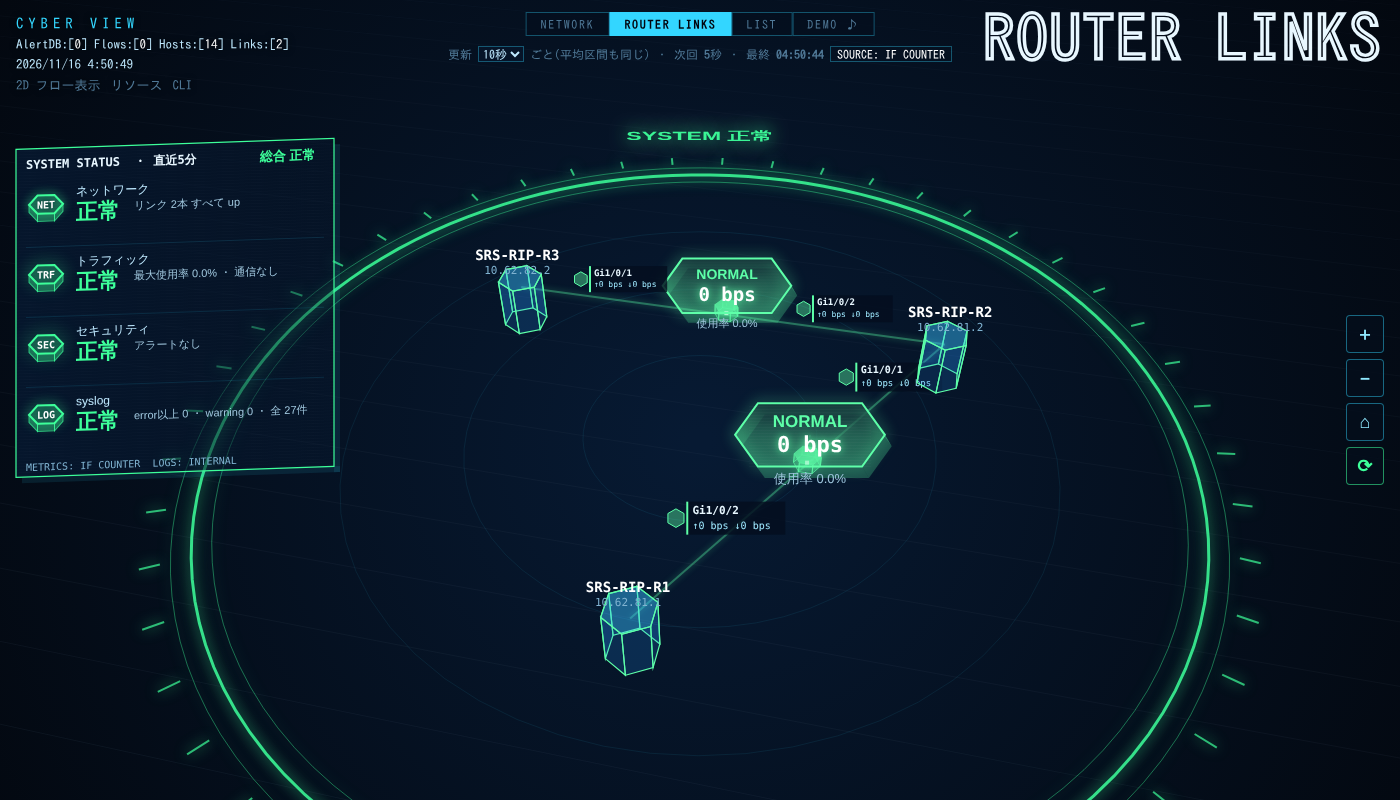 CYBER VIEW
AlertDB:[0] Flows:[0] Hosts:[14] Links:[2]
2026/11/16 4:50:49
2D フロー表示 リソース CLI
NETWORK ROUTER LINKS LIST DEMO ♪
更新 10秒 ごと(平均区間も同じ) ・ 次回 5秒 ・ 最終 04:50:44 SOURCE: IF COUNTER
ROUTER LINKS
SYSTEM 正常
SYSTEM STATUS ・ 直近5分 総合 正常
NET
ネットワーク
正常
リンク 2本 すべて up
TRF
トラフィック
正常
最大使用率 0.0% ・ 通信なし
SEC
セキュリティ
正常
アラートなし
LOG
syslog
正常
error以上 0 ・ warning 0 ・ 全 27件
METRICS: IF COUNTER LOGS: INTERNAL
SRS-RIP-R3
10.62.82.2
Gi1/0/1
↑0 bps ↓0 bps
NORMAL
0 bps
使用率 0.0%
Gi1/0/2
↑0 bps ↓0 bps
SRS-RIP-R2
10.62.81.2
Gi1/0/1
↑0 bps ↓0 bps
NORMAL
0 bps
使用率 0.0%
Gi1/0/2
↑0 bps ↓0 bps
SRS-RIP-R1
10.62.81.1
+
−
⌂
⟳